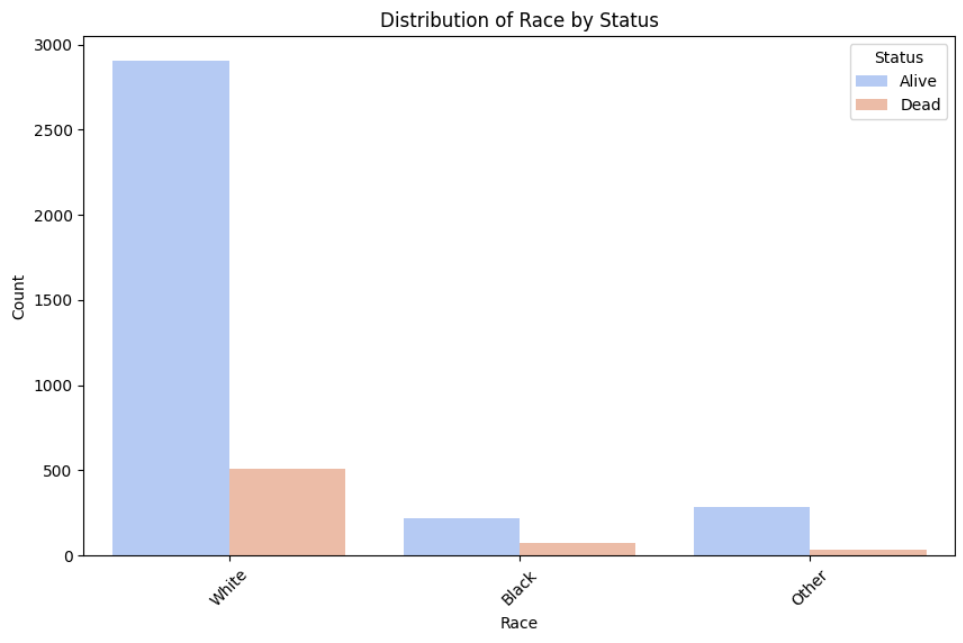 Distribution of Race by Status
Status
Alive
Dead
3000
2500
2000
1500
1000
500
0
Count
White
Black
Other
Race